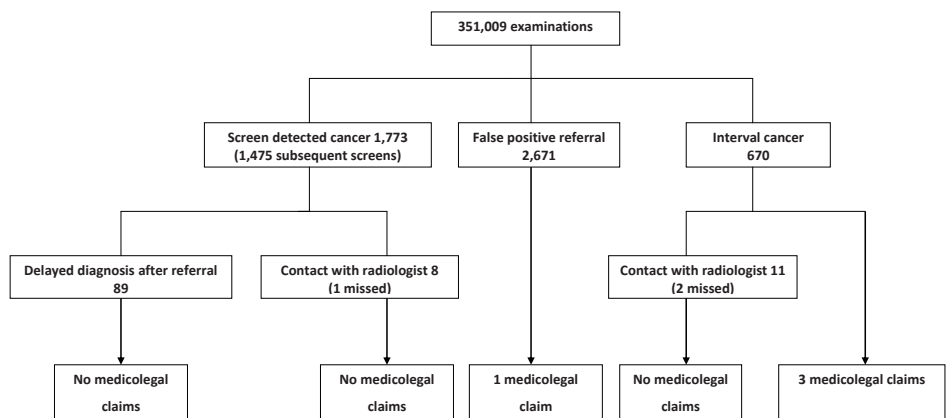 351,009 examinations
Screen detected cancer 1,773
(1,475 subsequent screens)
False positive referral
2,671
Interval cancer
670
Delayed diagnosis after referral
89
Contact with radiologist 8
(1 missed)
Contact with radiologist 11
(2 missed)
No medicolegal
claims
No medicolegal
claims
1 medicolegal
claim
No medicolegal
claims
3 medicolegal claims